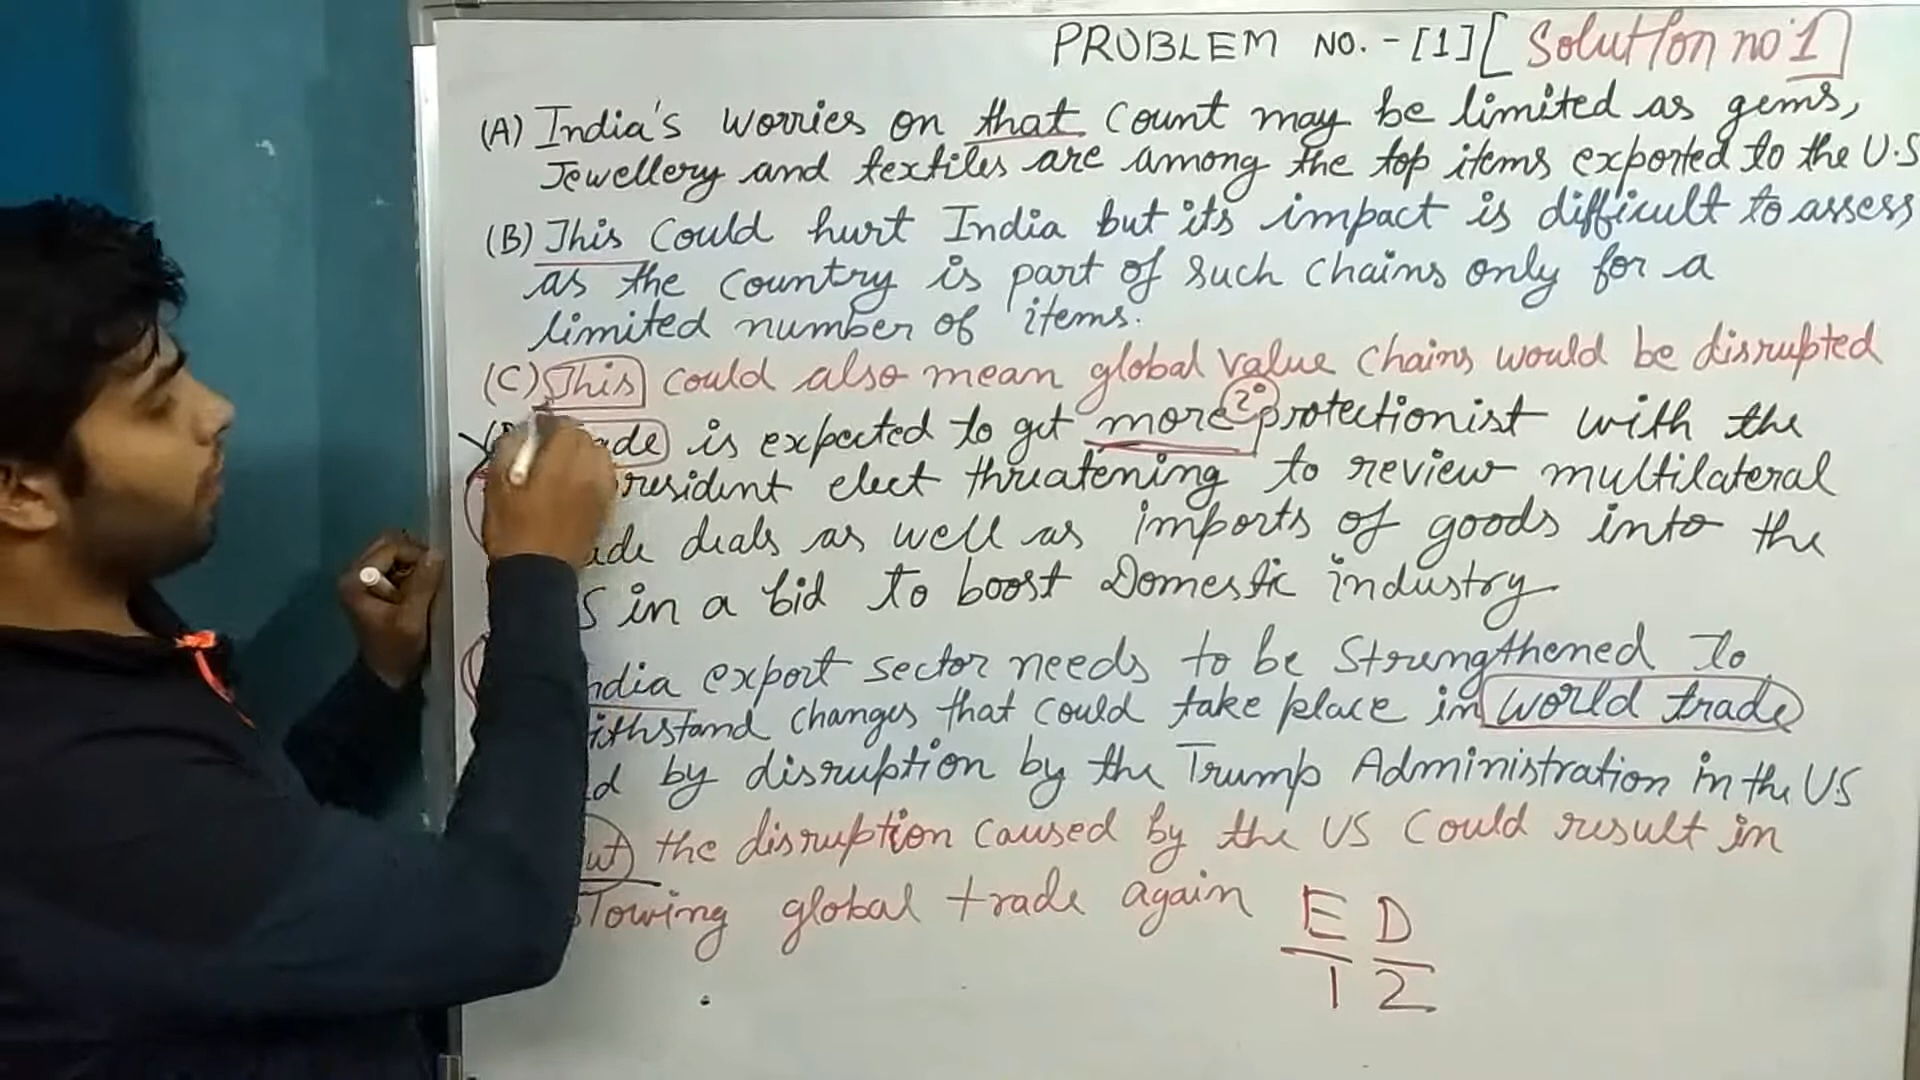 PROBLEM NO. - [1] [Solution no 1]
(A) India's worries on that count may be limited as gems,
Jewellery and textiles are among the top items exported to the U.S
(B) This could hurt India but its impact is difficult to assess
as the country is part of such chains only for a
limited number of items.
(C) This could also mean global value chains would be disrupted
ade is expected to get more 2 protectionist with the
resident elect threatening to review multilateral
ade deals as well as imports of goods into the
S in a bid to boost Domestic industry
ndia export sector needs to be Strengthened to
ithstand changes that could take place in world trade
d by disruption by the Trump Administration in the U.S
ut the disruption caused by the US could result in
slowing global trade again
E D
1 2